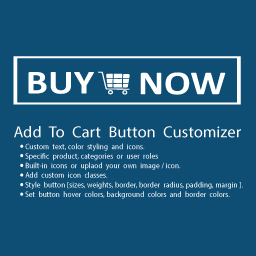 BUY NOW
Add To Cart Button Customizer
Custom text, color styling and icons.
Specific product, categories or user roles
Built-in icons or uplaod your own image / icon.
Add custom icon classes.
Style button [sizes, weights, border, border radius, padding, margin ].
Set button hover colors, background colors and border colors.